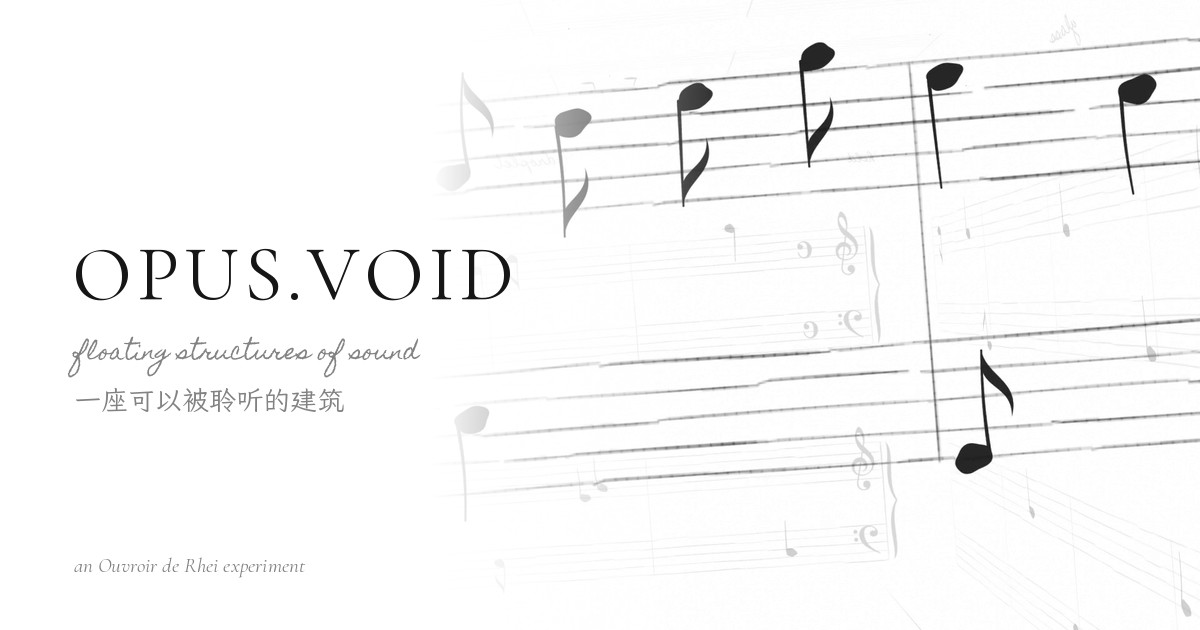 OPUS.VOID
floating structures of sound
一座可以被聆听的建筑
an Ouvroir de Rhei experiment